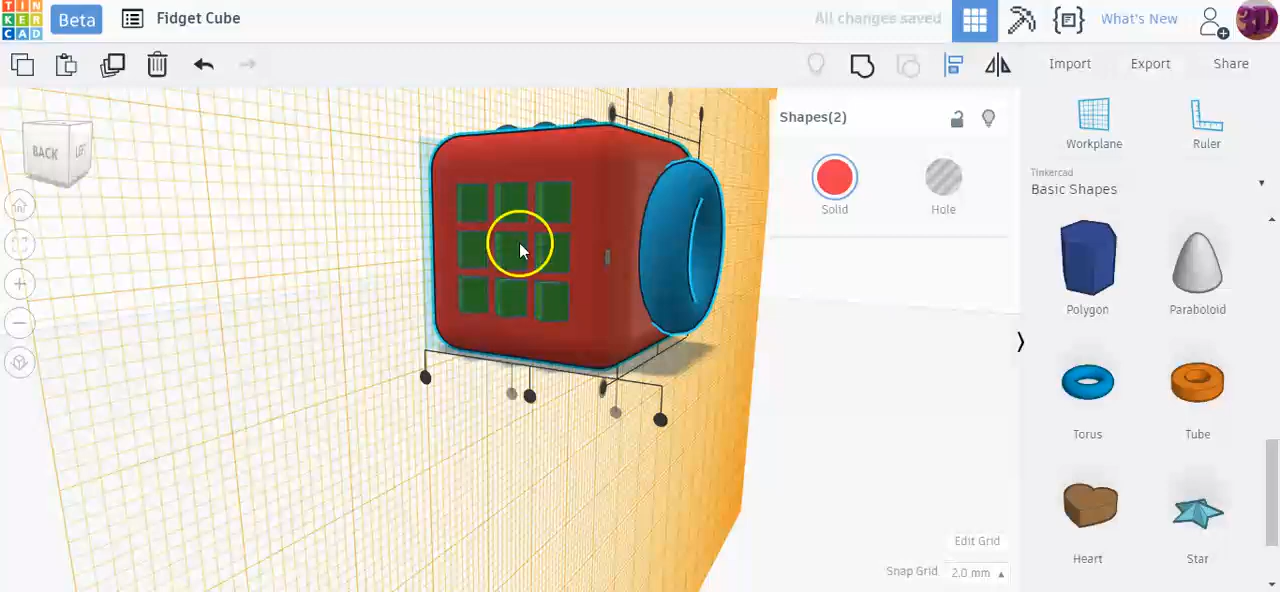 TIN
KER
CAD
Beta
Fidget Cube
All changes saved
What's New
Import
Export
Share
BACK
LEFT
Shapes(2)
Solid
Hole
Workplane
Ruler
Tinkercad
Basic Shapes
Polygon
Paraboloid
Torus
Tube
Heart
Star
Edit Grid
Snap Grid
2.0 mm